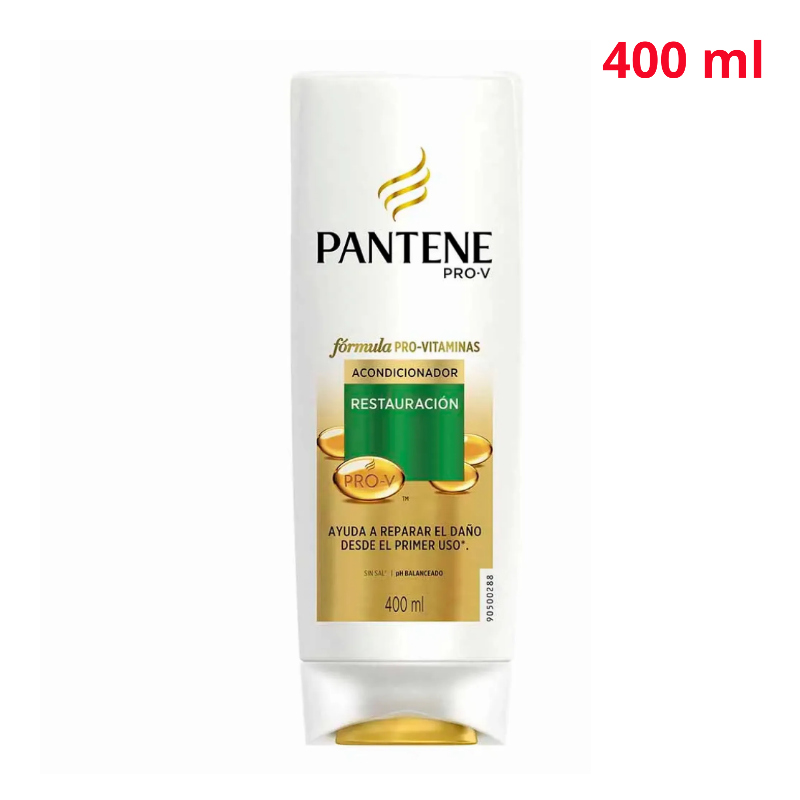 400 ml
PANTENE
PRO-V
fórmula PRO-VITAMINAS
ACONDICIONADOR
RESTAURACIÓN
PRO-V
TM
AYUDA A REPARAR EL DAÑO
DESDE EL PRIMER USO*.
SIN SAL* | pH BALANCEADO
400 ml
90500288